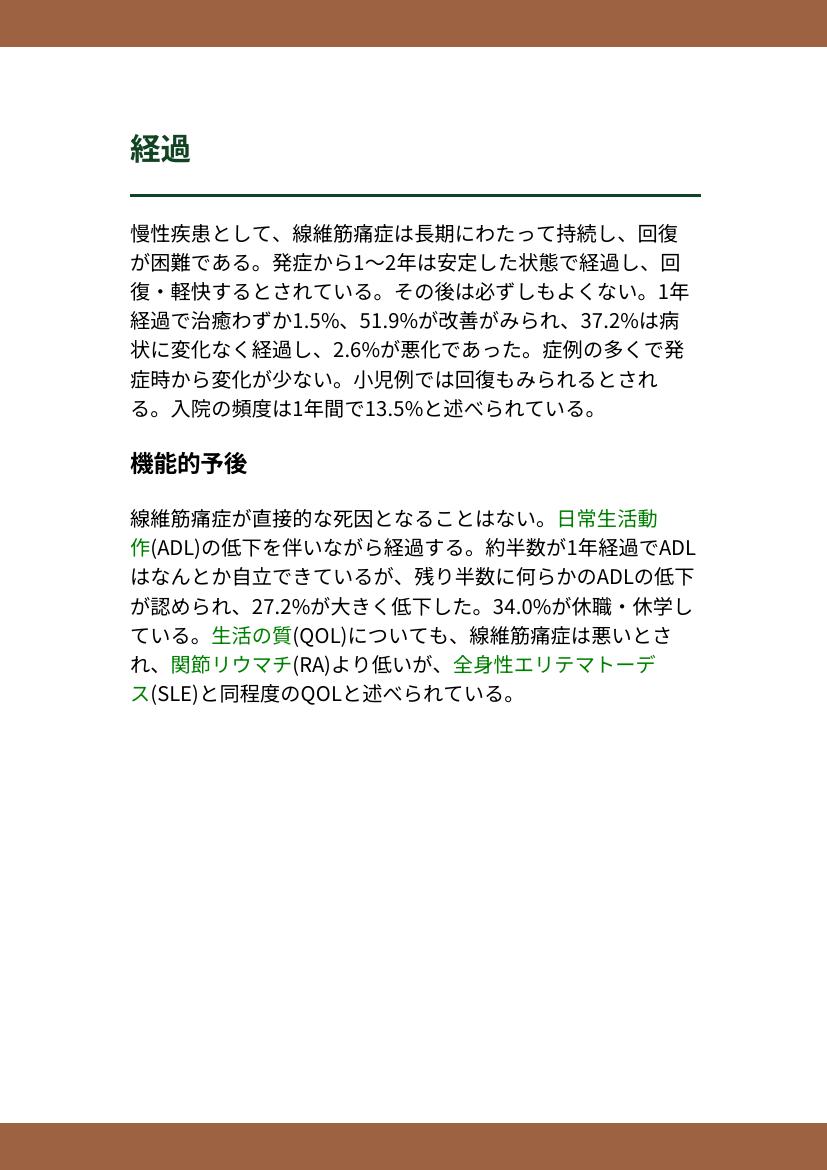 経過
慢性疾患として、線維筋痛症は長期にわたって持続し、回復
が困難である。発症から1〜2年は安定した状態で経過し、回
復・軽快するとされている。その後は必ずしもよくない。1年
経過で治癒わずか1.5%、51.9%が改善がみられ、37.2%は病
状に変化なく経過し、2.6%が悪化であった。症例の多くで発
症時から変化が少ない。小児例では回復もみられるとされ
る。入院の頻度は1年間で13.5%と述べられている。
機能的予後
線維筋痛症が直接的な死因となることはない。日常生活動
作(ADL)の低下を伴いながら経過する。約半数が1年経過でADL
はなんとか自立できているが、残り半数に何らかのADLの低下
が認められ、27.2%が大きく低下した。34.0%が休職・休学し
ている。生活の質(QOL)についても、線維筋痛症は悪いとさ
れ、関節リウマチ(RA)より低いが、全身性エリテマトーデ
ス(SLE)と同程度のQOLと述べられている。